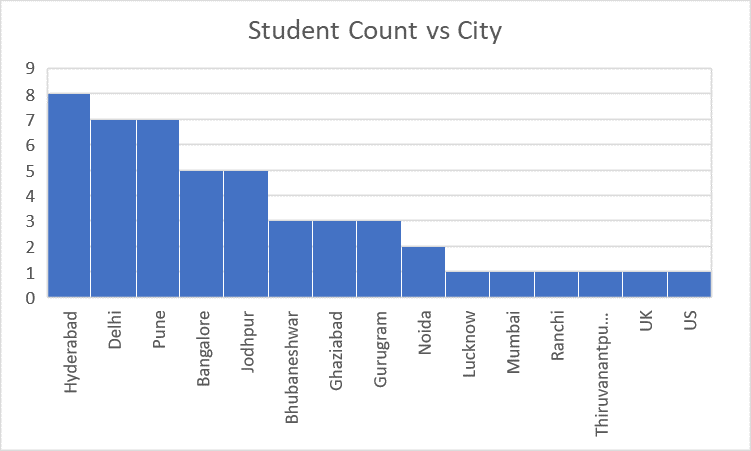 Student Count vs City
9
8
7
6
5
4
3
2
1
0
Hyderabad
Delhi
Pune
Bangalore
Jodhpur
Bhubaneshwar
Ghaziabad
Gurugram
Noida
Lucknow
Mumbai
Ranchi
Thiruvanantpu...
UK
US